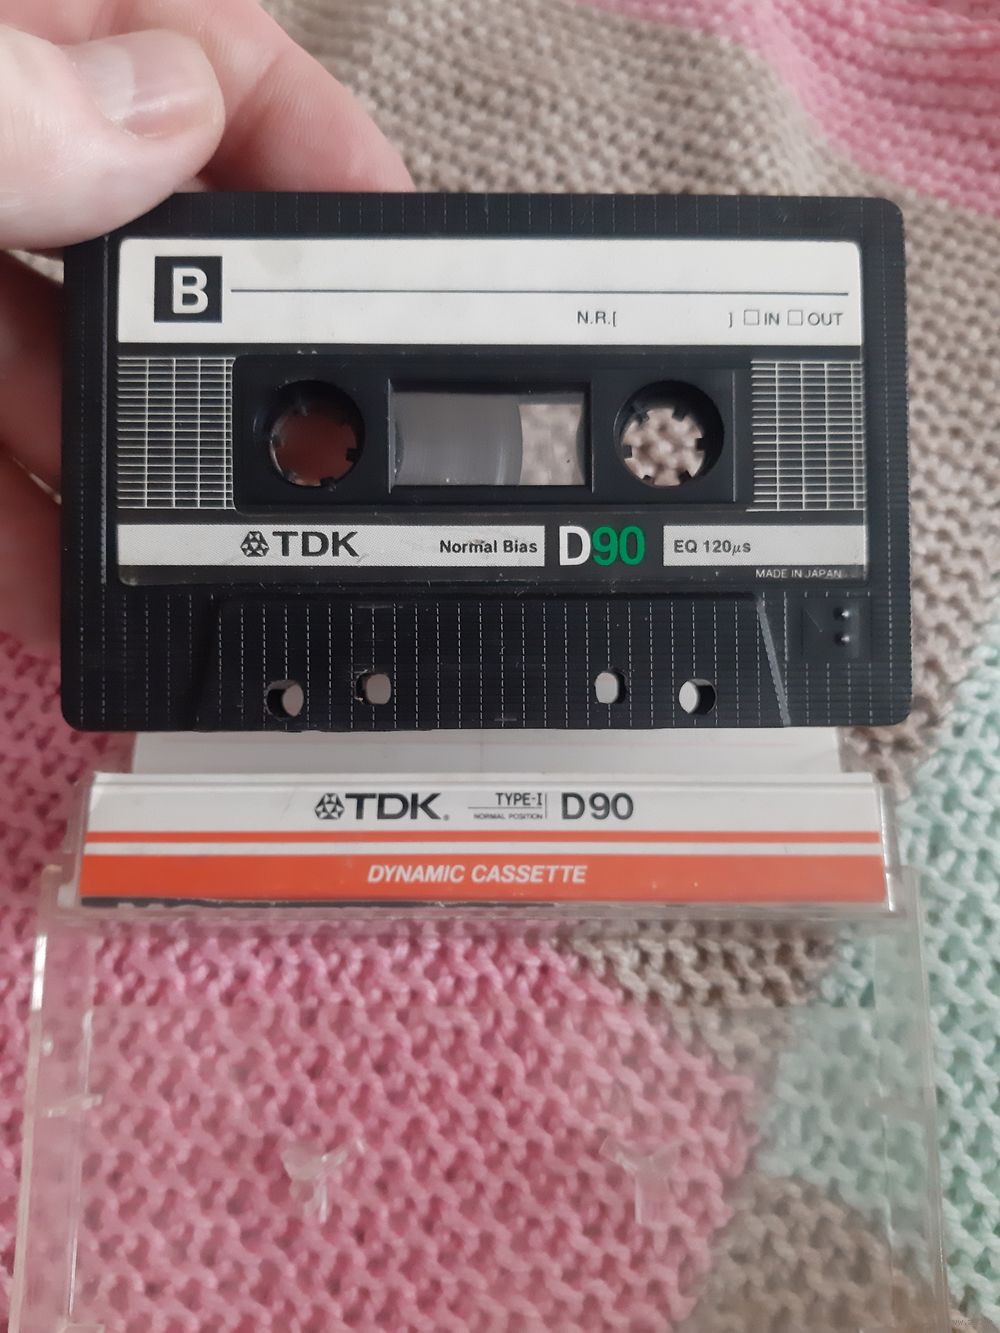 B
N.R.[ ] ☐IN ☐OUT
TDK Normal Bias D90 EQ 120µs
MADE IN JAPAN
TDK. TYPE-I D90
NORMAL POSITION
DYNAMIC CASSETTE